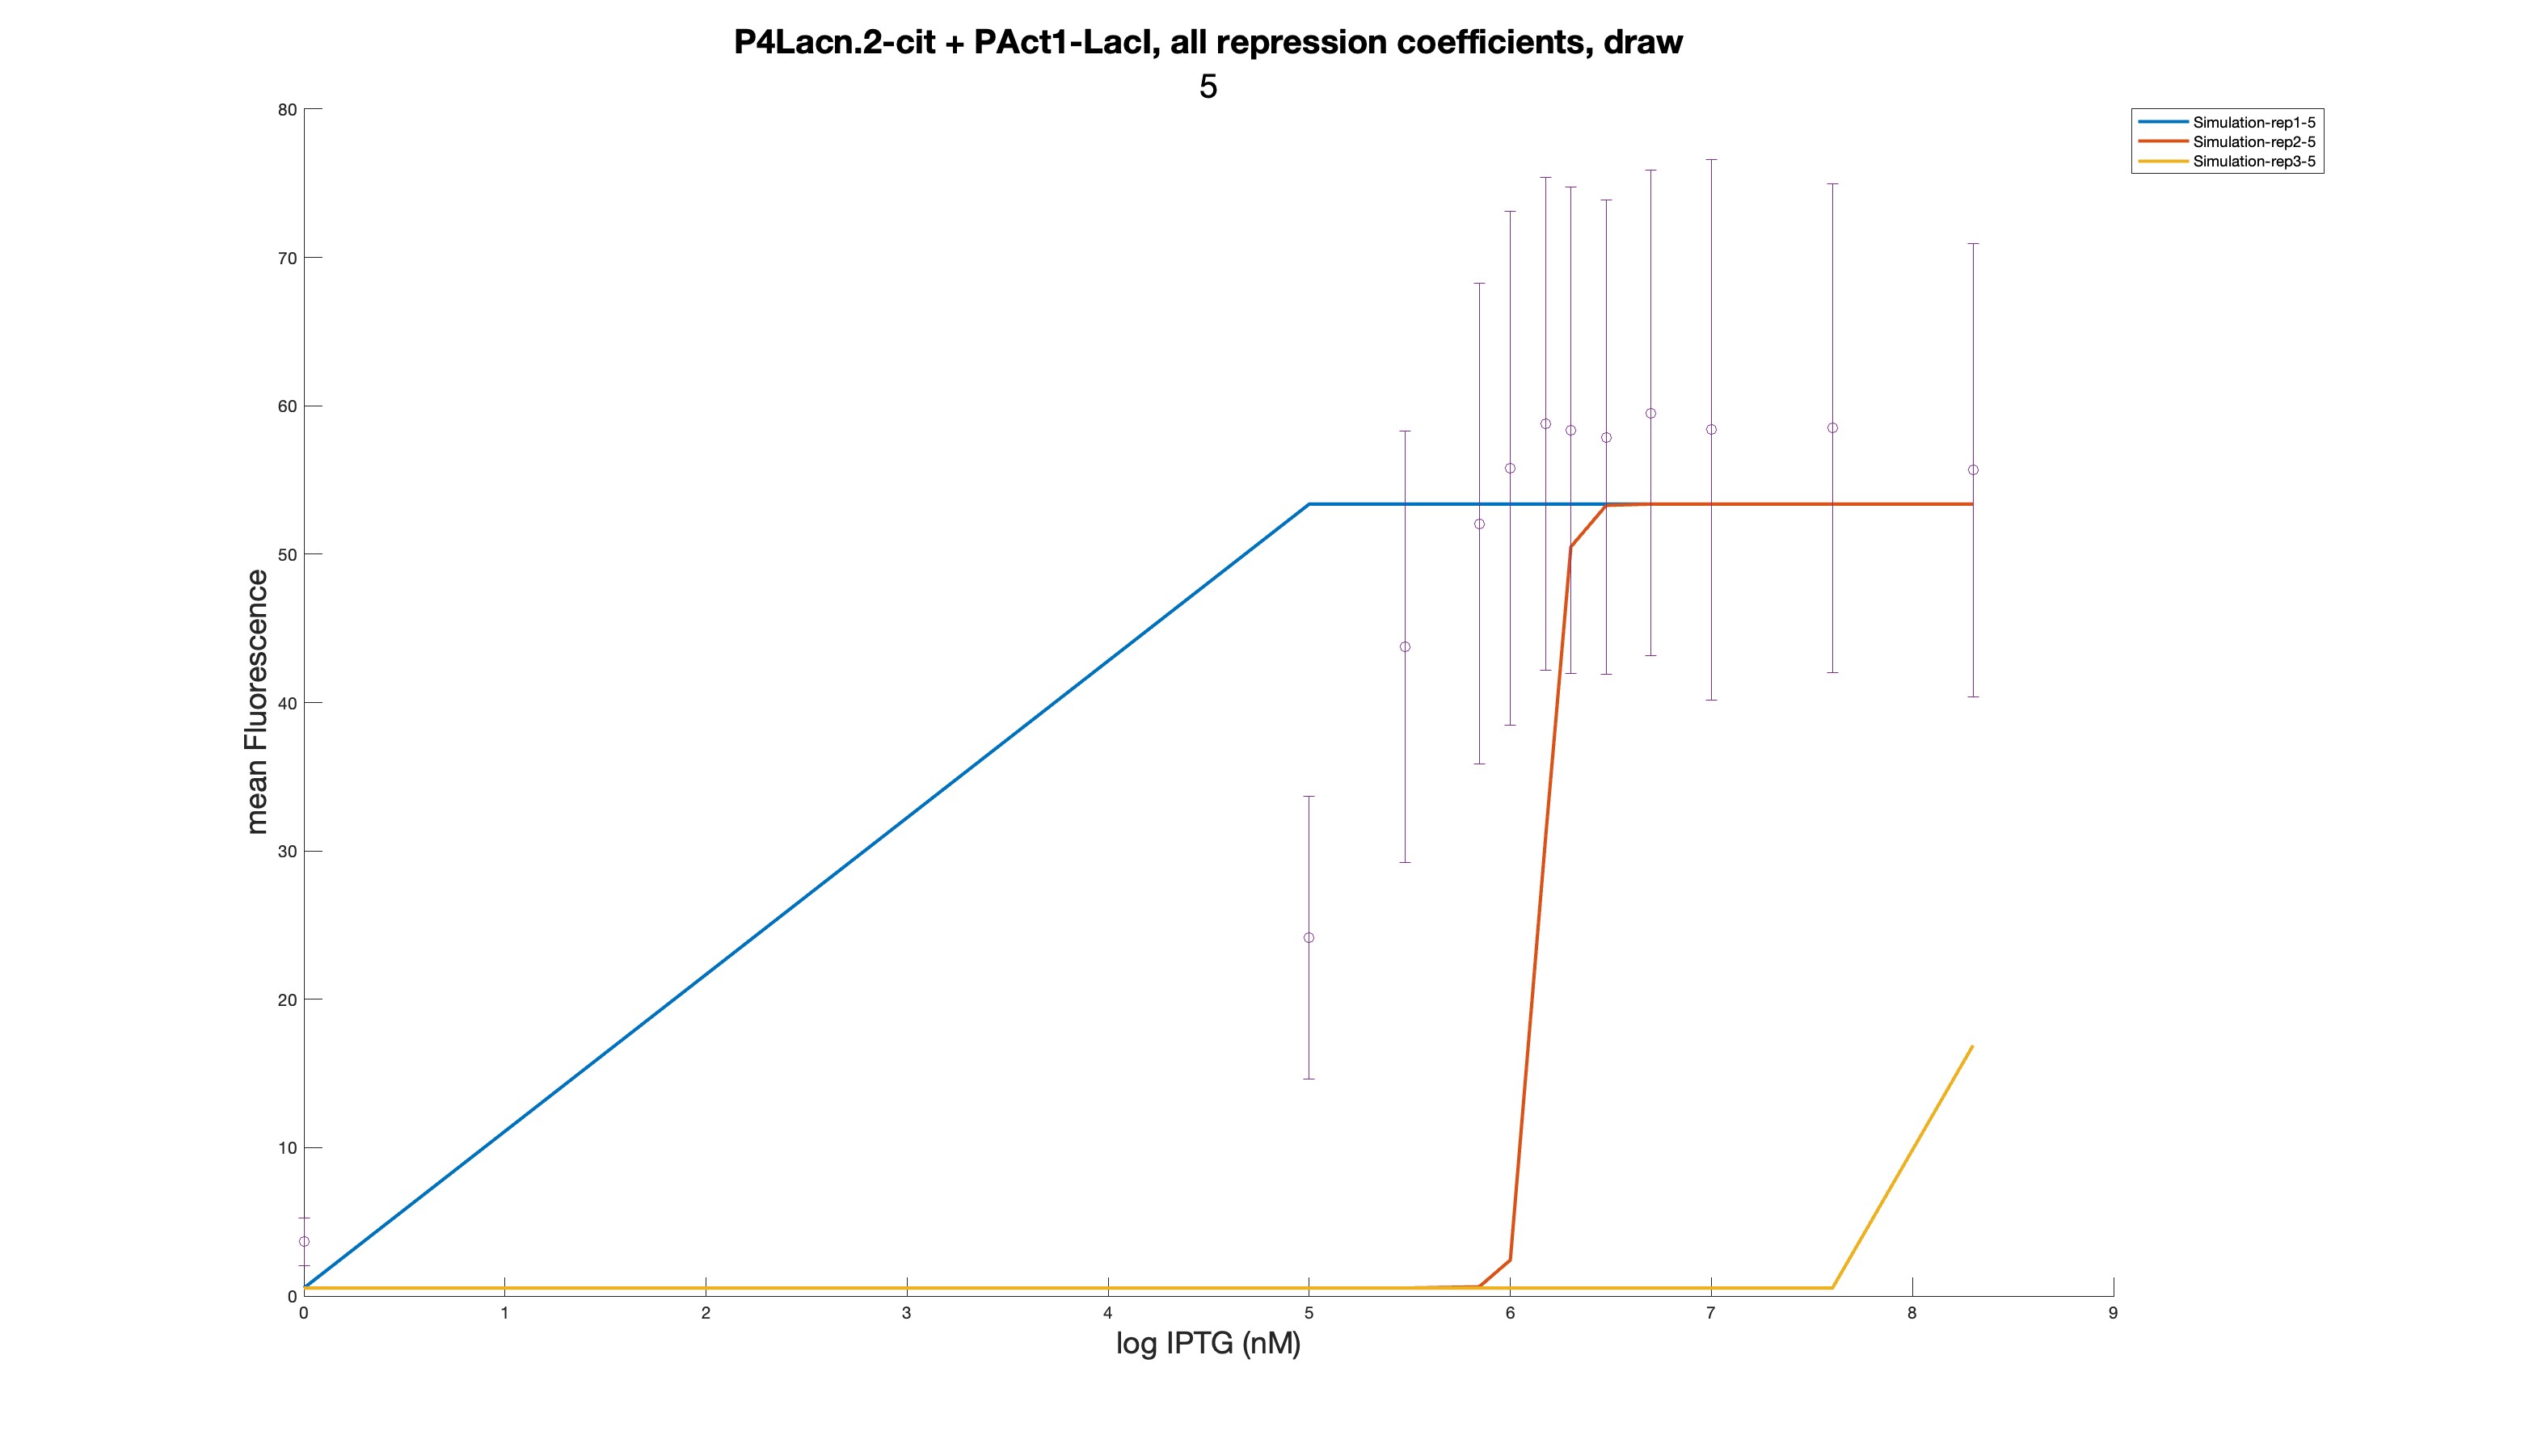 P4Lacn.2-cit + PAct1-LacI, all repression coefficients, draw
5
Simulation-rep1-5
Simulation-rep2-5
Simulation-rep3-5
80
70
60
50
40
30
20
10
0
mean Fluorescence
0 1 2 3 4 5 6 7 8 9
log IPTG (nM)